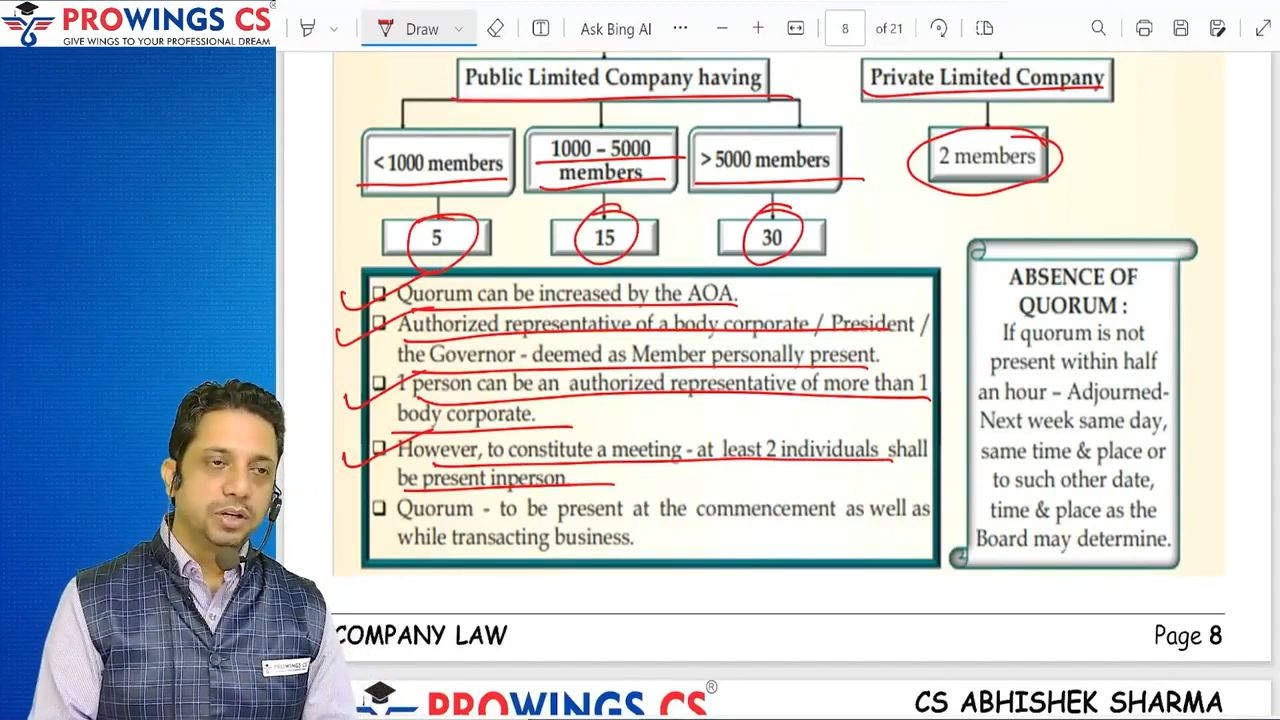 PROWINGS CS®
GIVE WINGS TO YOUR PROFESSIONAL DREAM
Draw
Ask Bing AI
8 of 21
Public Limited Company having
Private Limited Company
< 1000 members
1000 – 5000
members
> 5000 members
2 members
5
15
30
❑ Quorum can be increased by the AOA.
❑ Authorized representative of a body corporate / President /
the Governor - deemed as Member personally present.
❑ 1 person can be an authorized representative of more than 1
body corporate.
❑ However, to constitute a meeting - at least 2 individuals shall
be present inperson.
❑ Quorum - to be present at the commencement as well as
while transacting business.
ABSENCE OF
QUORUM :
If quorum is not
present within half
an hour – Adjourned-
Next week same day,
same time & place or
to such other date,
time & place as the
Board may determine.
PROWINGS CS
COMPANY LAW
Page 8
PROWINGS CS®
CS ABHISHEK SHARMA